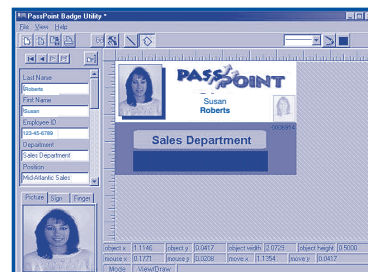 PassPoint Badge Utility *
File View Help
Last Name
Roberts
First Name
Susan
Employee ID
123-45-6789
Department
Sales Department
Position
Mid-Atlantic Sales
Picture Sign Finger
PASSPOINT
Susan
Roberts
Sales Department
object x 1.1146 object y 0.0417 object width 2.0729 object height 0.5000
mouse x 0.1771 mouse y 0.0208 move x 1.1354 move y 0.0417
Mode View/Draw